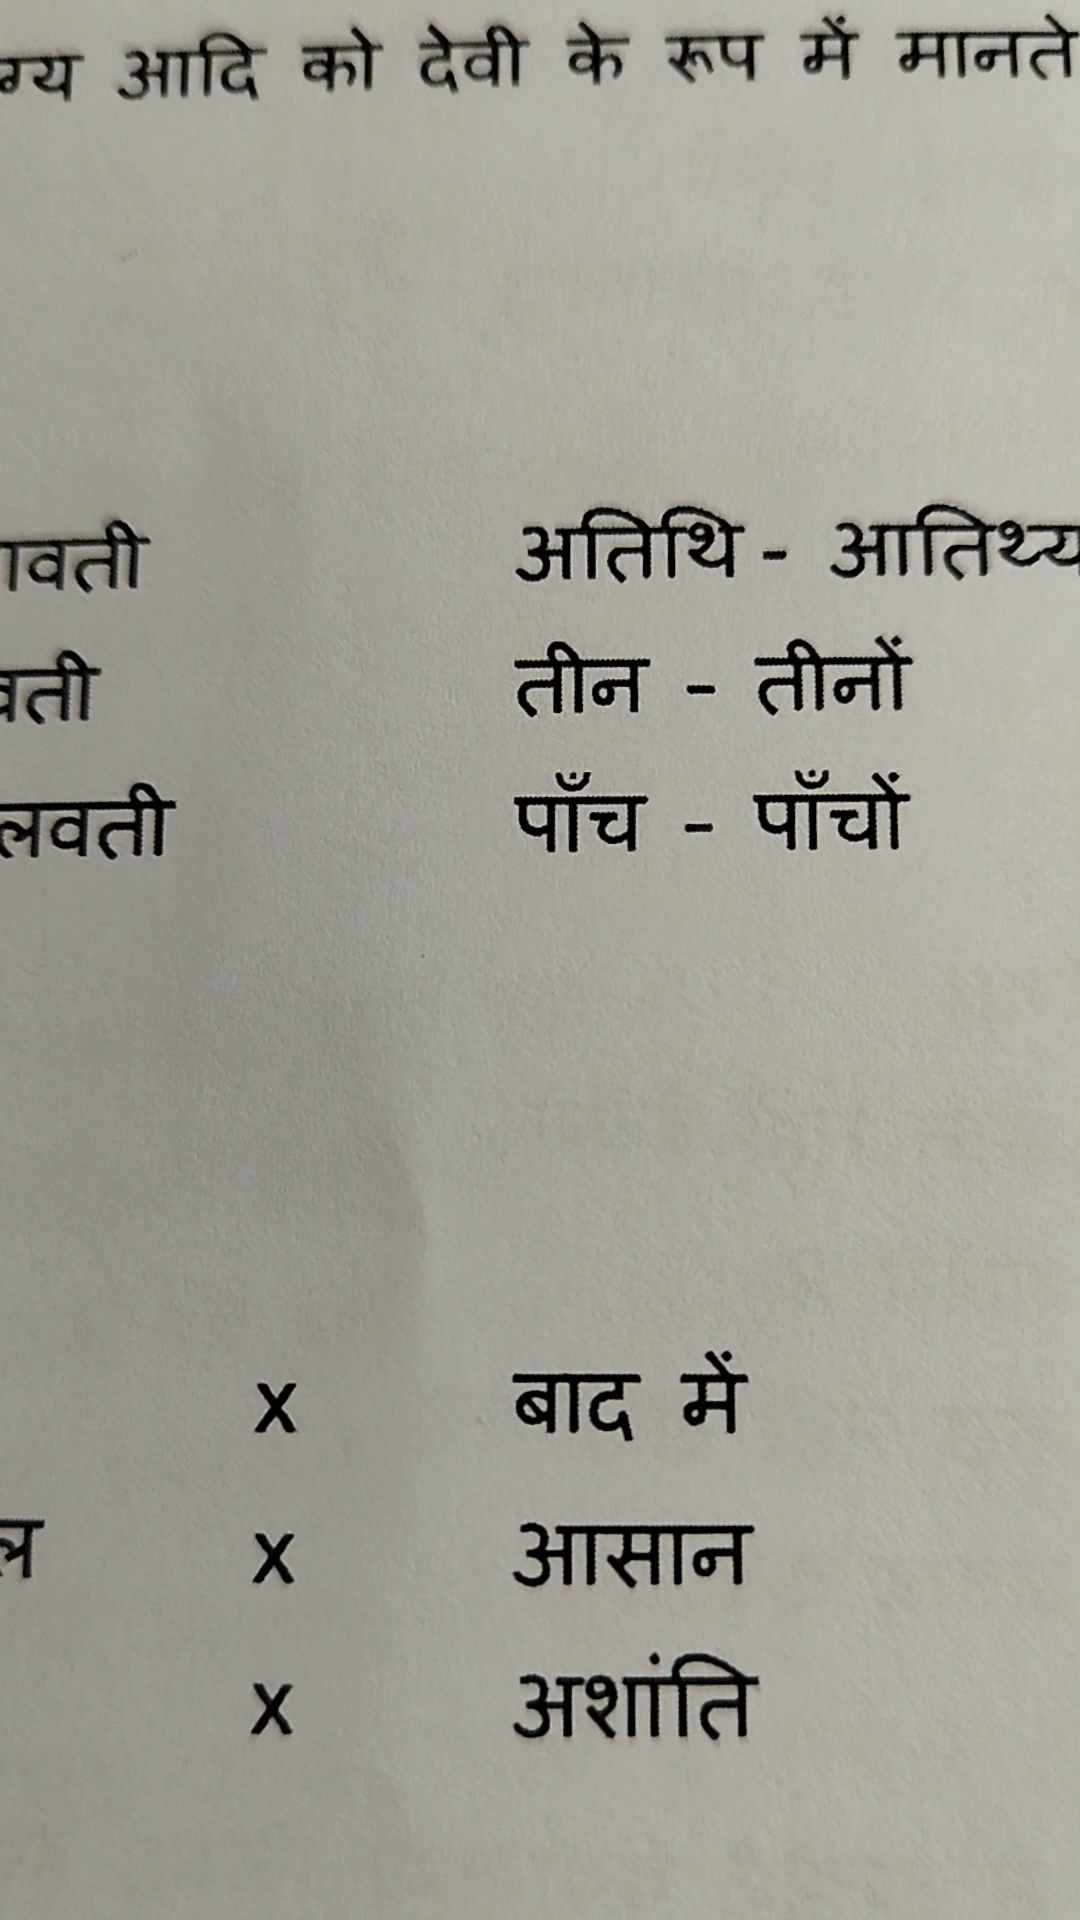 आदि को देवी के रूप में मानते
अतिथि - आतिथ्य
तीन - तीनों
पाँच - पाँचों
x बाद में
x आसान
x अशांति